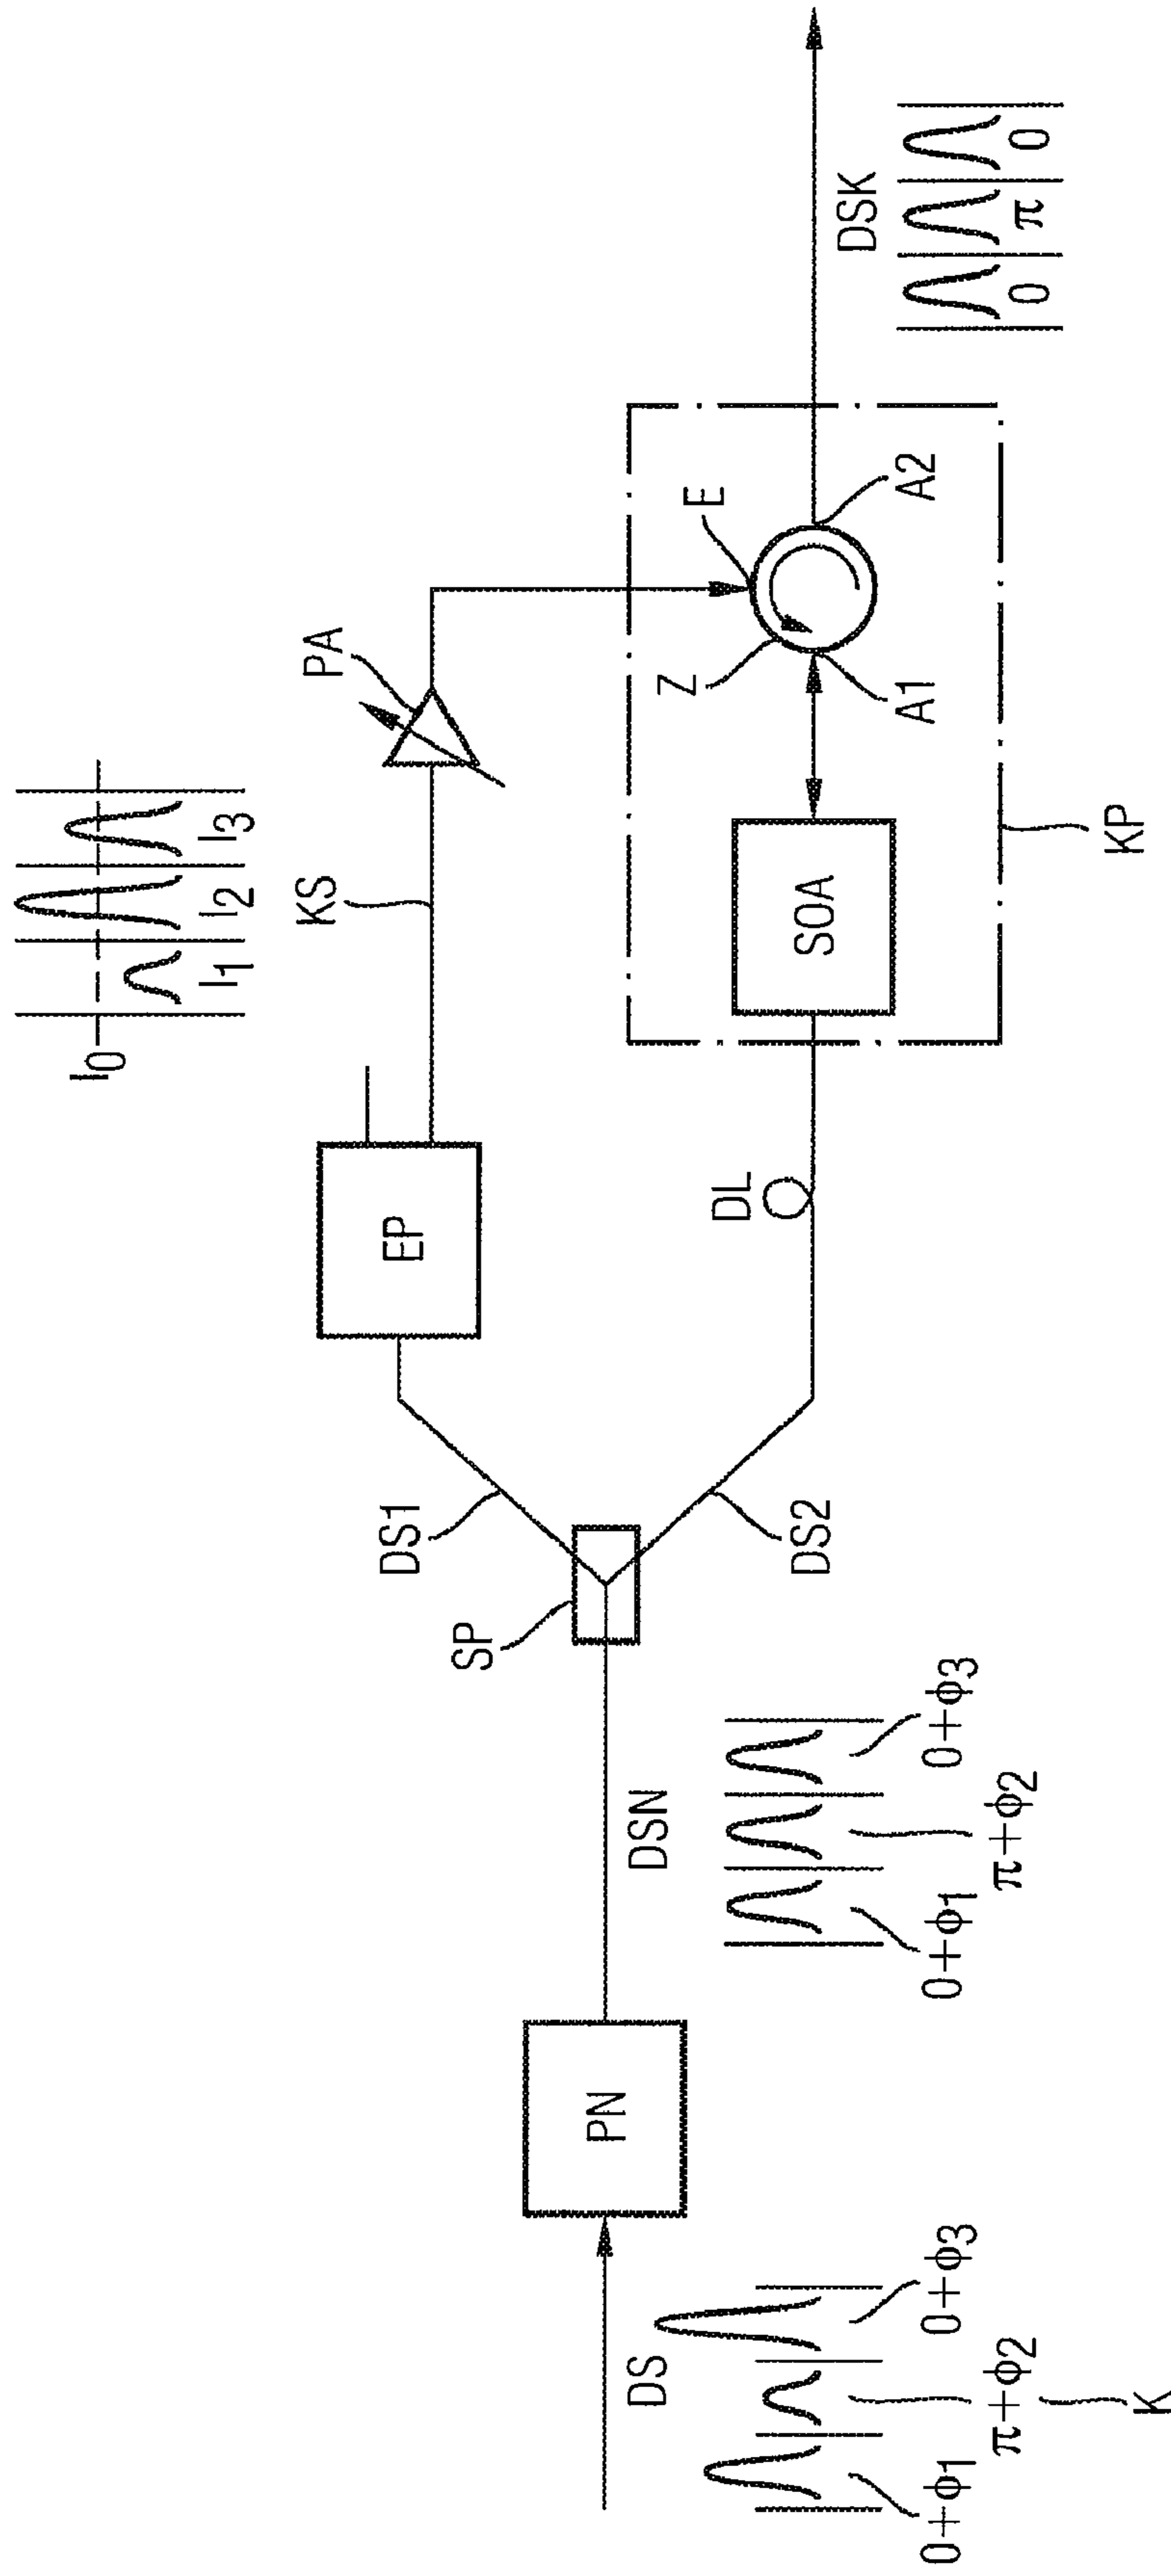 DS
0+ϕ1
π+ϕ2
0+ϕ3
K
PN
DSN
0+ϕ1
π+ϕ2
0+ϕ3
SP
DS1
DS2
EP
DL
I0
I1
I2
I3
KS
PA
SOA
KP
Z
E
A1
A2
DSK
0
π
0